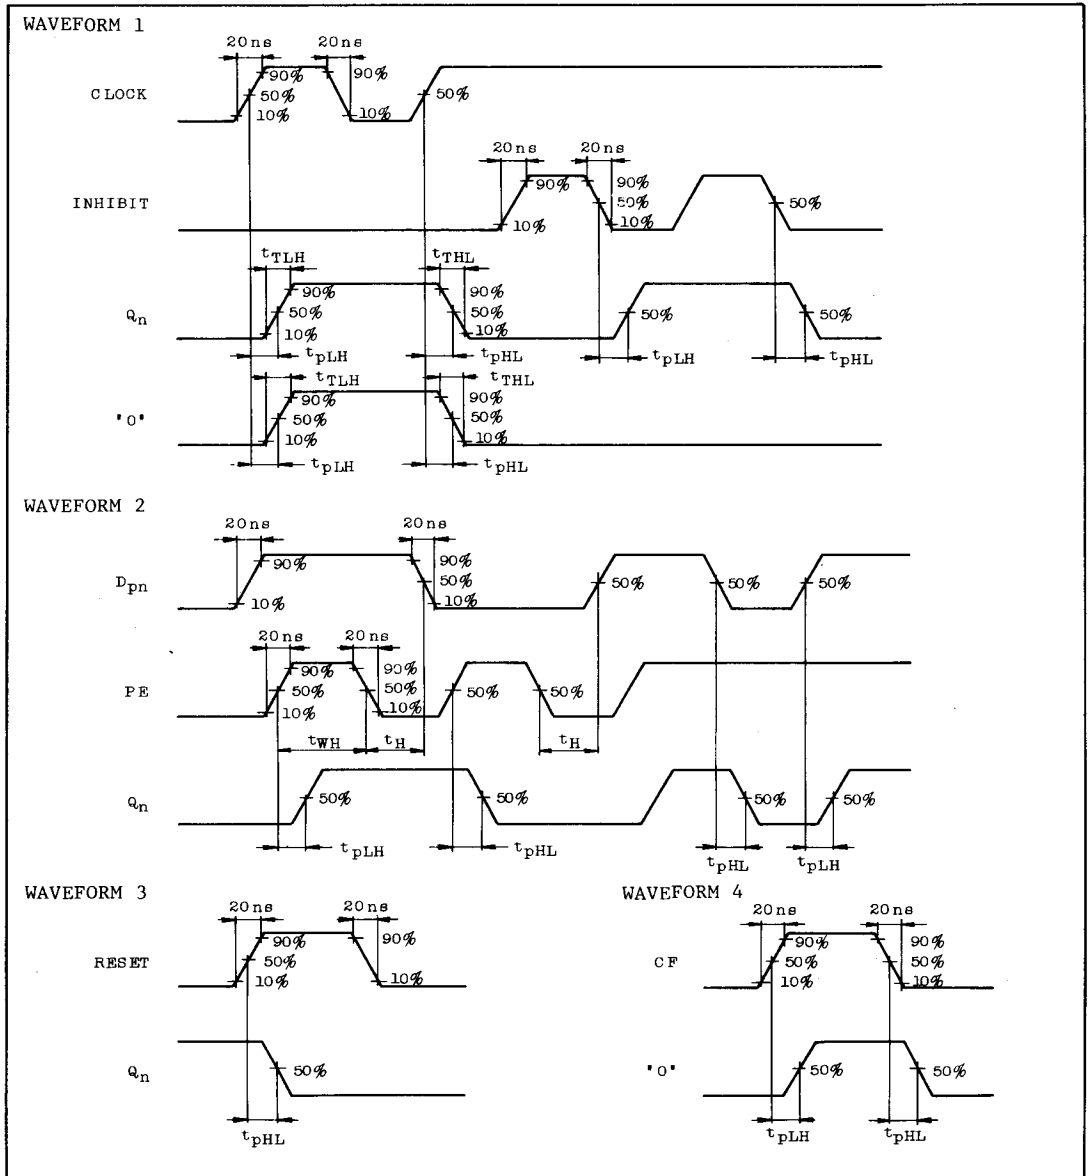 WAVEFORM 1
20ns 20ns
90% 90%
CLOCK 50% 50%
10% 10%
20ns 20ns
90% 90%
INHIBIT 50% 50%
10% 10%
tTLH tTHL
90% 90%
Qn 50% 50% 50% 50%
10% 10%
tpLH tpHL tpLH tpHL
tTLH tTHL
90% 90%
"0" 50% 50%
10% 10%
tpLH tpHL
WAVEFORM 2
20ns 20ns
90% 90%
Dpn 50% 50% 50% 50%
10% 10%
20ns 20ns
90% 90%
PE 50% 50% 50% 50%
10% 10%
tWH tH tH
Qn 50% 50% 50% 50%
tpLH tpHL tpHL tpLH
WAVEFORM 3
20ns 20ns
90% 90%
RESET 50%
10% 10%
Qn 50%
tpHL
WAVEFORM 4
20ns 20ns
90% 90%
CF 50% 50%
10% 10%
"0" 50% 50%
tpLH tpHL